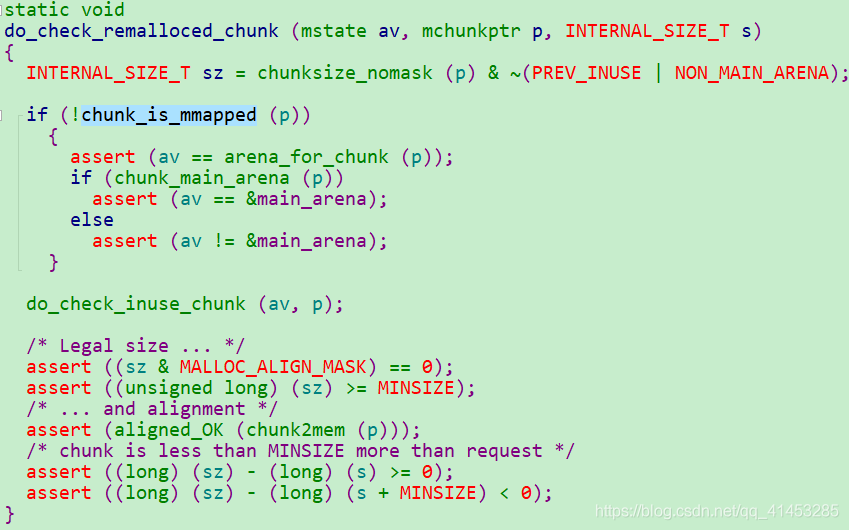 static void
do_check_remalloced_chunk (mstate av, mchunkptr p, INTERNAL_SIZE_T s)
{
  INTERNAL_SIZE_T sz = chunksize_nomask (p) & ~(PREV_INUSE | NON_MAIN_ARENA);
  if (!chunk_is_mmapped (p))
    {
      assert (av == arena_for_chunk (p));
      if (chunk_main_arena (p))
        assert (av == &main_arena);
      else
        assert (av != &main_arena);
    }
  do_check_inuse_chunk (av, p);
  /* Legal size ... */
  assert ((sz & MALLOC_ALIGN_MASK) == 0);
  assert ((unsigned long) (sz) >= MINSIZE);
  /* ... and alignment */
  assert (aligned_OK (chunk2mem (p)));
  /* chunk is less than MINSIZE more than request */
  assert ((long) (sz) - (long) (s) >= 0);
  assert ((long) (sz) - (long) (s + MINSIZE) < 0);
}
https://blog.csdn.net/qq_41453285